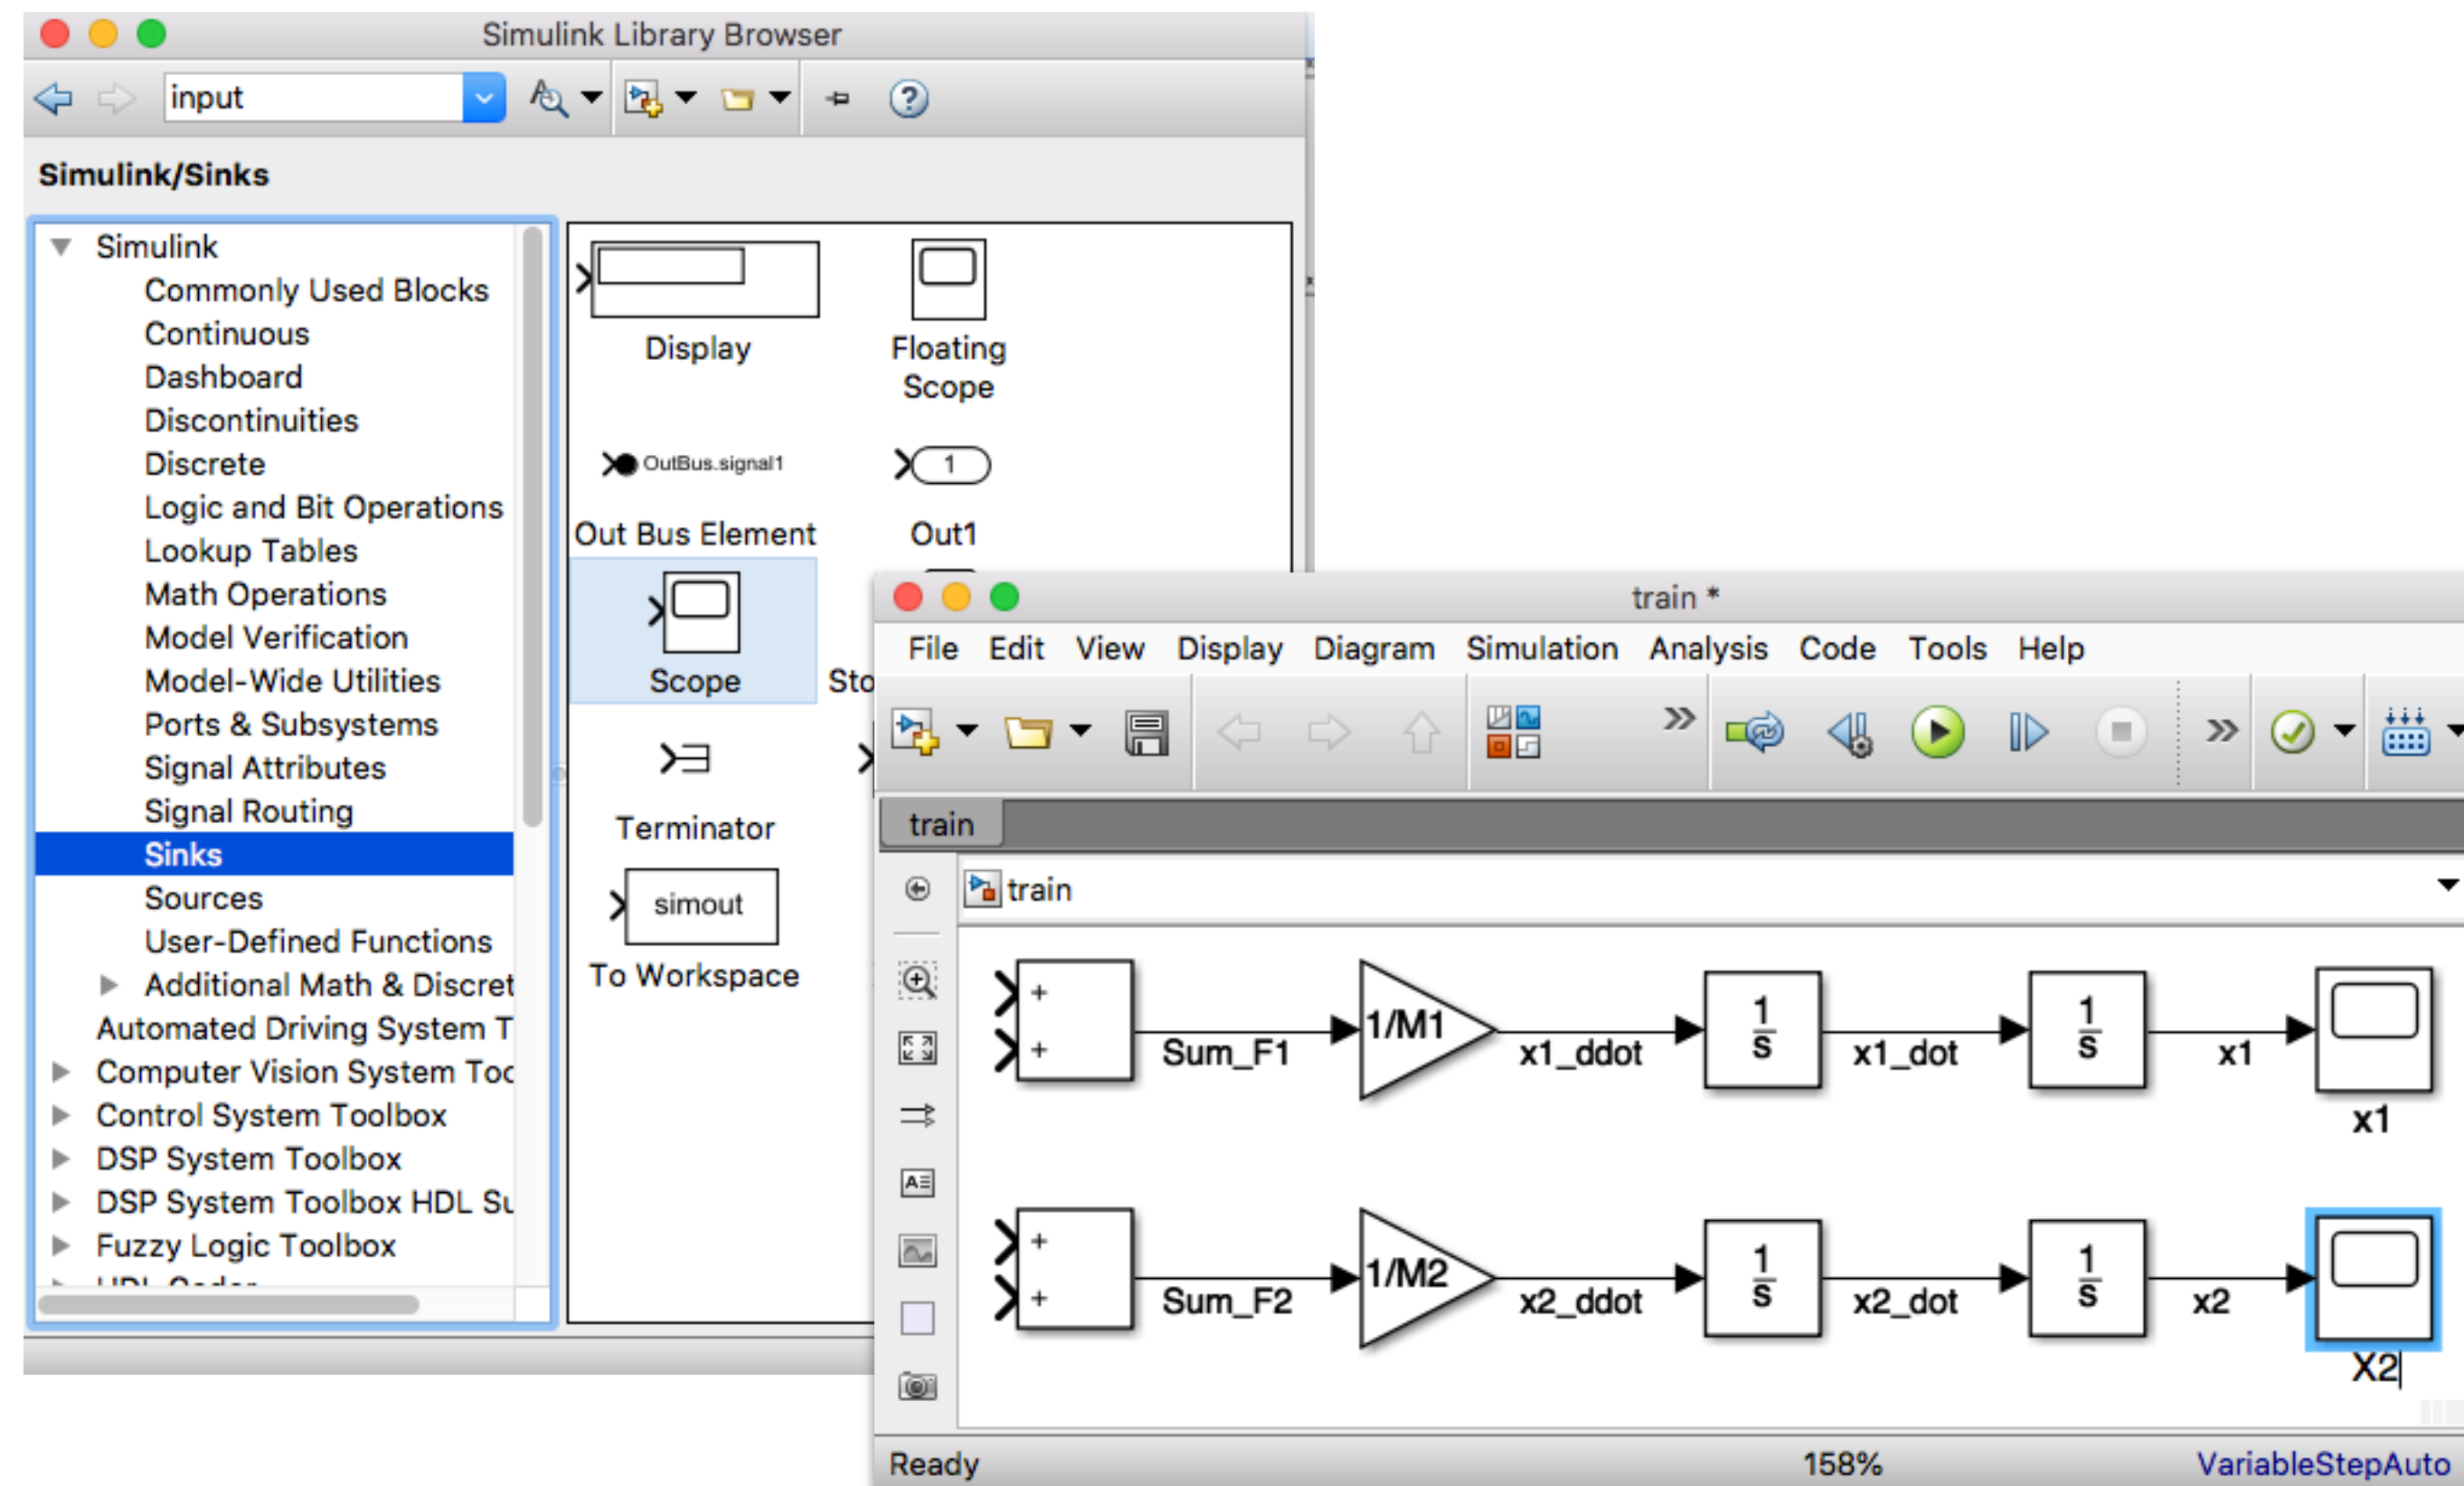 Simulink Library Browser
input
Simulink/Sinks
Simulink
Commonly Used Blocks
Continuous
Dashboard
Discontinuities
Discrete
Logic and Bit Operations
Lookup Tables
Math Operations
Model Verification
Model-Wide Utilities
Ports & Subsystems
Signal Attributes
Signal Routing
Sinks
Sources
User-Defined Functions
Additional Math & Discret
Automated Driving System T
Computer Vision System Too
Control System Toolbox
DSP System Toolbox
DSP System Toolbox HDL Su
Fuzzy Logic Toolbox
Display
Floating
Scope
OutBus.signal1
1
Out Bus Element
Out1
Scope
Sto
Terminator
simout
To Workspace
train *
File Edit View Display Diagram Simulation Analysis Code Tools Help
train
train
+
+
Sum_F1
1/M1
x1_ddot
1
s
x1_dot
1
s
x1
x1
+
+
Sum_F2
1/M2
x2_ddot
1
s
x2_dot
1
s
x2
X2
Ready
158%
VariableStepAuto